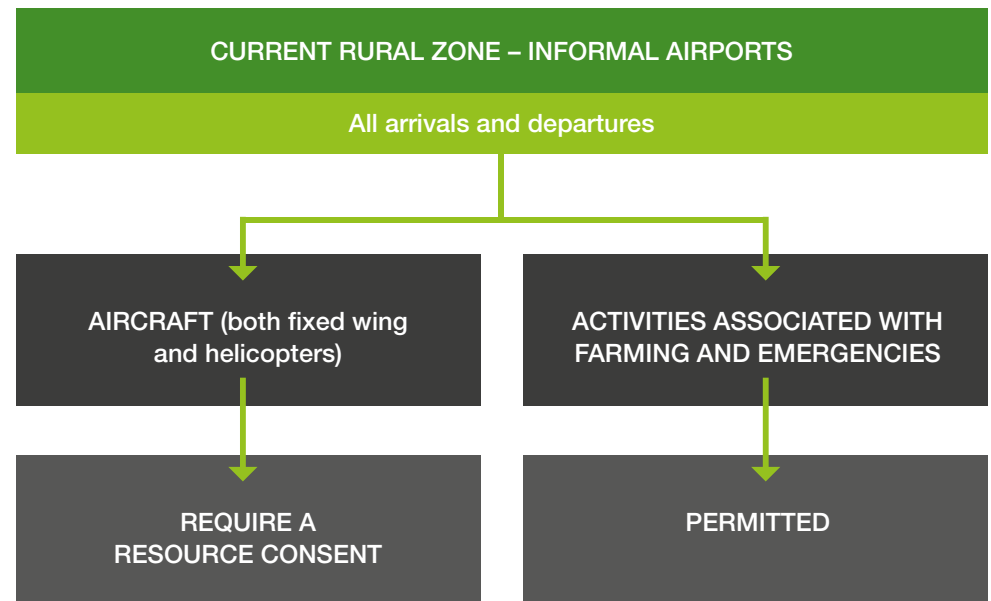 CURRENT RURAL ZONE – INFORMAL AIRPORTS
All arrivals and departures
AIRCRAFT (both fixed wing
and helicopters)
ACTIVITIES ASSOCIATED WITH
FARMING AND EMERGENCIES
REQUIRE A
RESOURCE CONSENT
PERMITTED